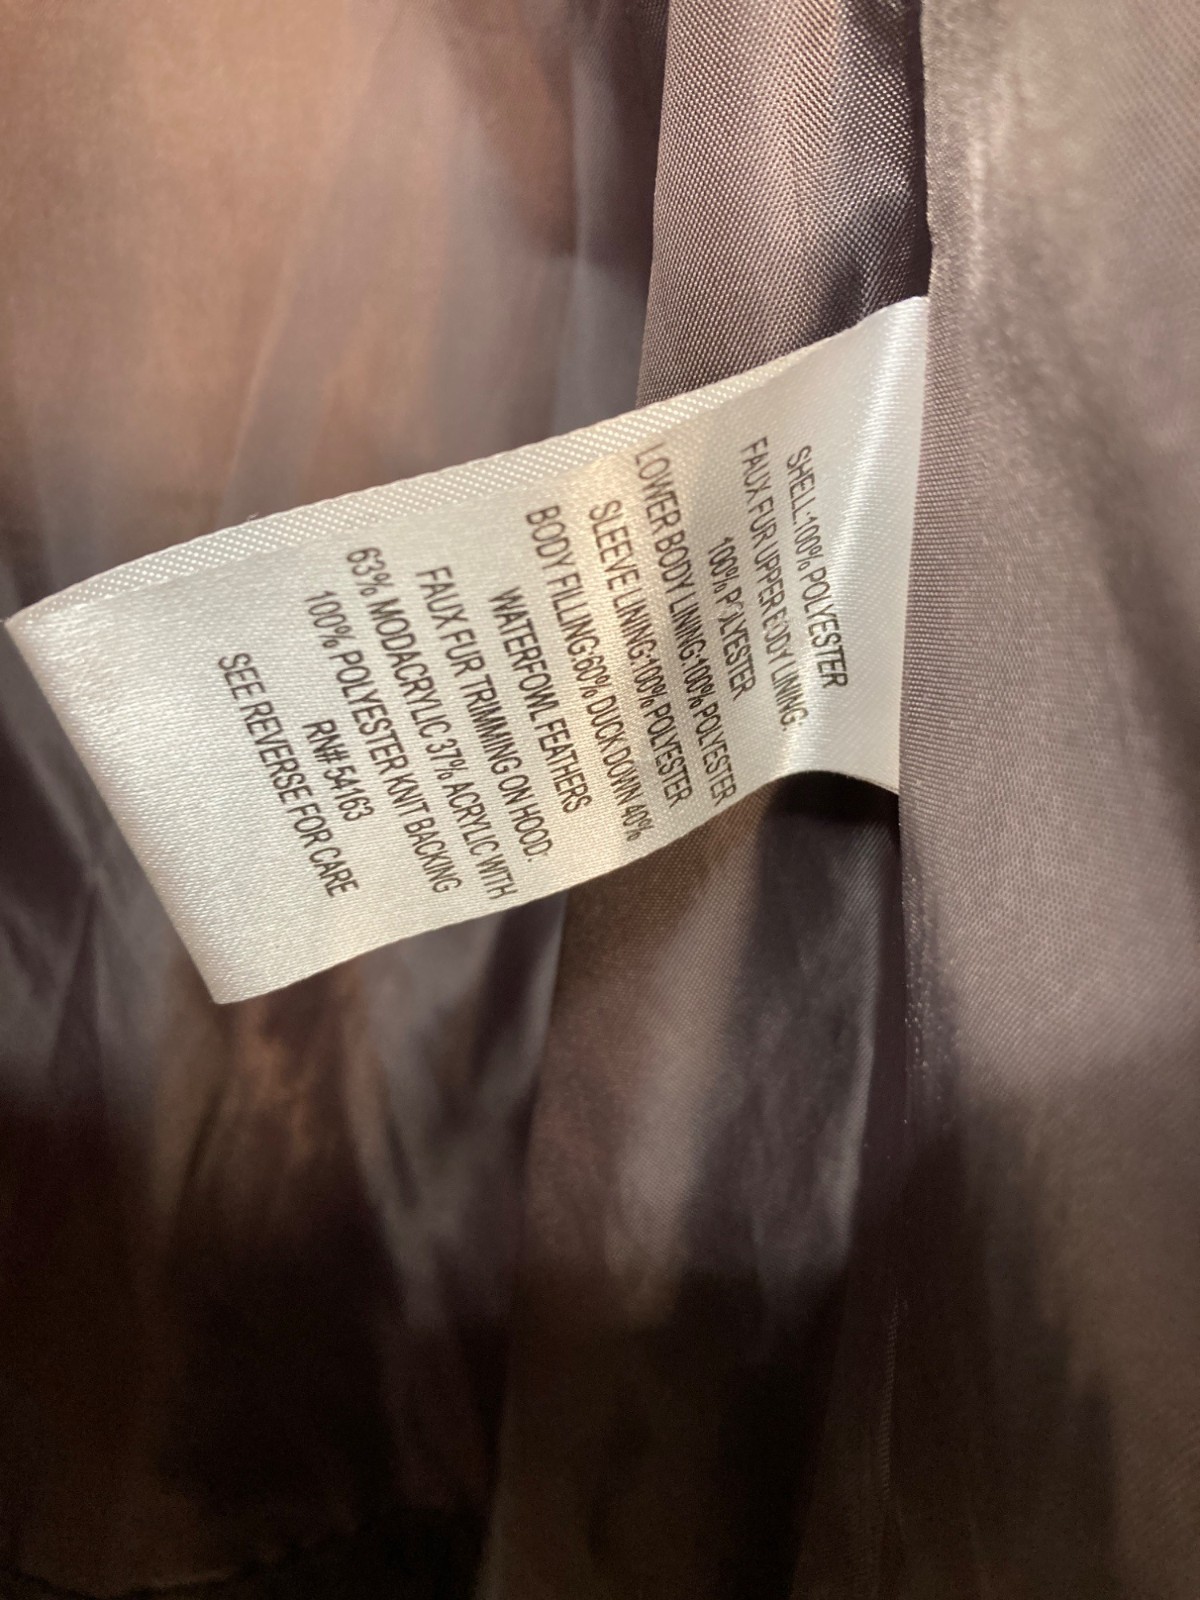 SHELL:100% POLYESTER
FAUX FUR UPPER BODY LINING:
100% POLYESTER
LOWER BODY LINING:100% POLYESTER
SLEEVE LINING:100% POLYESTER
BODY FILLING:60% DUCK DOWN 40%
WATERFOWL FEATHERS
FAUX FUR TRIMMING ON HOOD:
63% MODACRYLIC 37% ACRYLIC WITH
100% POLYESTER KNIT BACKING
RN# 54163
SEE REVERSE FOR CARE